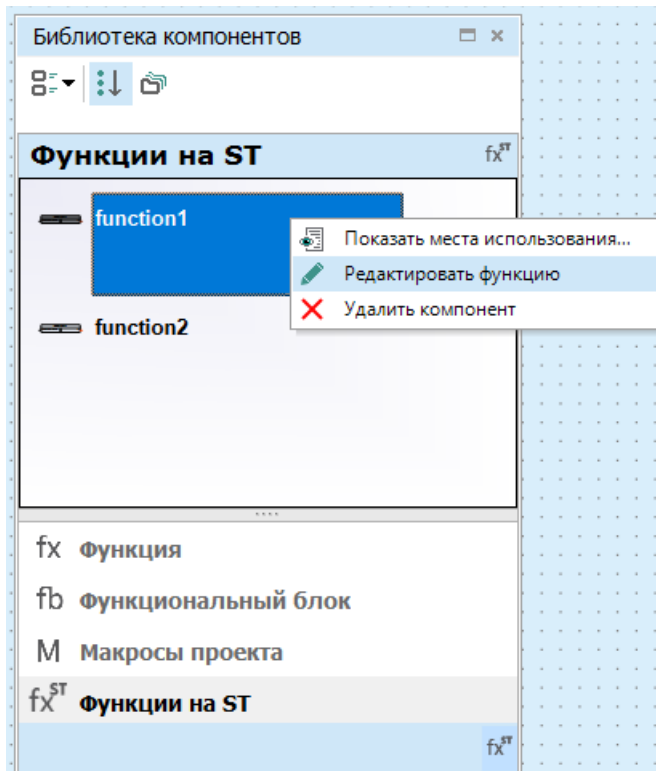 Библиотека компонентов
Функции на ST fx ST
function1
Показать места использования...
Редактировать функцию
Удалить компонент
function2
fx Функция
fb Функциональный блок
M Макросы проекта
fx ST Функции на ST
fx ST